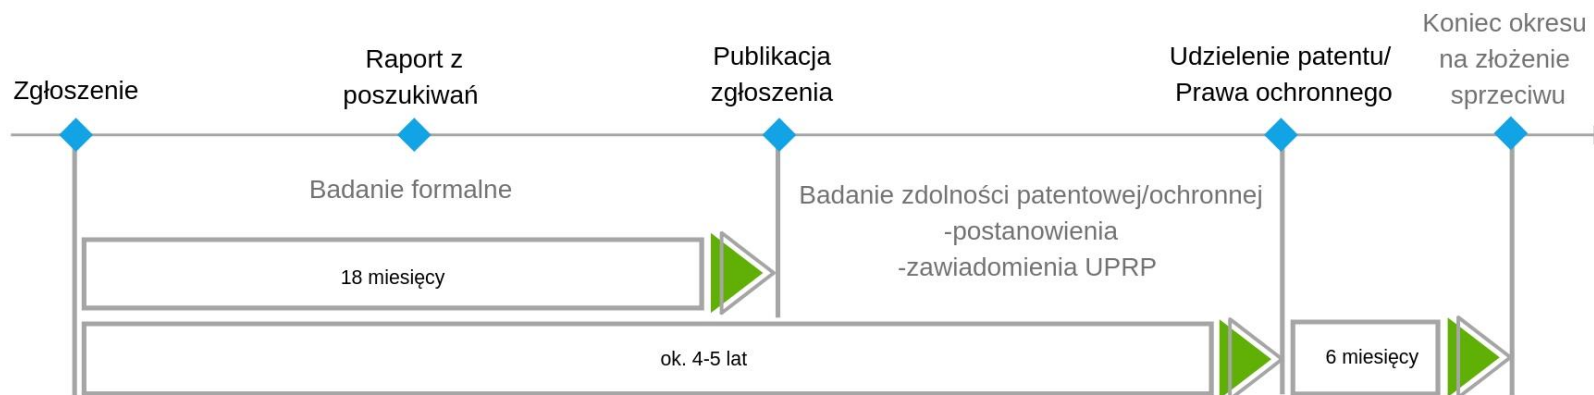 Zgłoszenie
Raport z
poszukiwań
Publikacja
zgłoszenia
Udzielenie patentu/
Prawa ochronnego
Koniec okresu
na złożenie
sprzeciwu
Badanie formalne
Badanie zdolności patentowej/ochronnej
-postanowienia
-zawiadomienia UPRP
18 miesięcy
ok. 4-5 lat
6 miesięcy